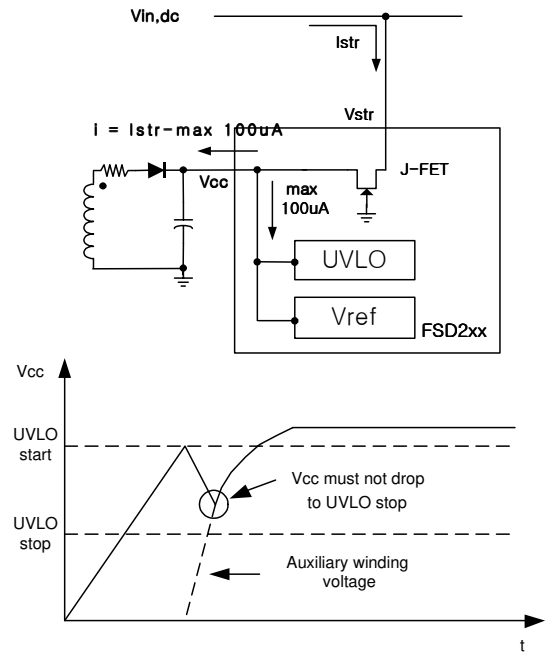 Vin,dc
Istr
Vstr
i = Istr-max 100uA
J-FET
Vcc
max
100uA
UVLO
Vref
FSD2xx
Vcc
UVLO
start
Vcc must not drop
to UVLO stop
UVLO
stop
Auxiliary winding
voltage
t